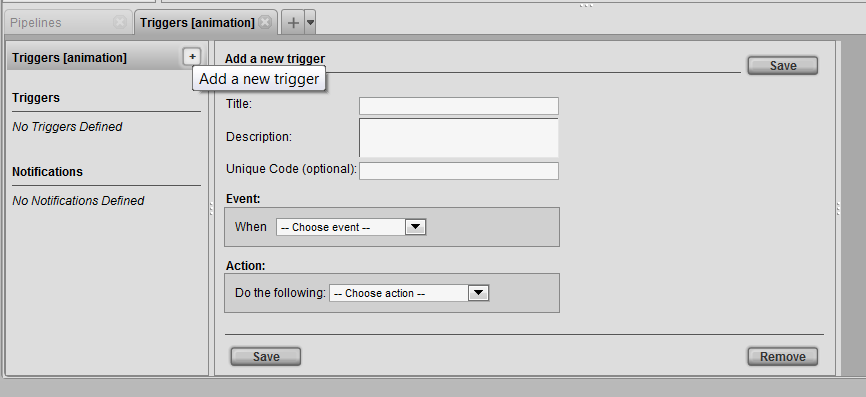 Pipelines
Triggers [animation]
Triggers [animation]
Add a new trigger
Triggers
No Triggers Defined
Notifications
No Notifications Defined
Add a new trigger
Save
Title:
Description:
Unique Code (optional):
Event:
When -- Choose event --
Action:
Do the following: -- Choose action --
Save
Remove